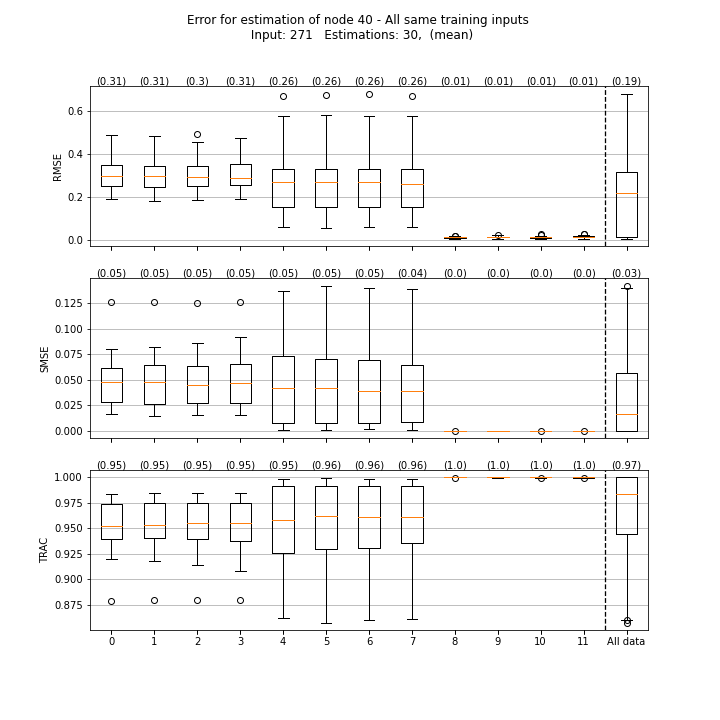 Error for estimation of node 40 - All same training inputs
Input: 271   Estimations: 30,  (mean)
(0.31) (0.31) (0.3) (0.31) (0.26) (0.26) (0.26) (0.26) (0.01) (0.01) (0.01) (0.01) (0.19)
0.6
0.4
RMSE
0.2
0.0
(0.05) (0.05) (0.05) (0.05) (0.05) (0.05) (0.05) (0.04) (0.0) (0.0) (0.0) (0.0) (0.03)
0.125
0.100
0.075
SMSE
0.050
0.025
0.000
(0.95) (0.95) (0.95) (0.95) (0.95) (0.96) (0.96) (0.96) (1.0) (1.0) (1.0) (1.0) (0.97)
1.000
0.975
0.950
TRAC
0.925
0.900
0.875
0 1 2 3 4 5 6 7 8 9 10 11 All data